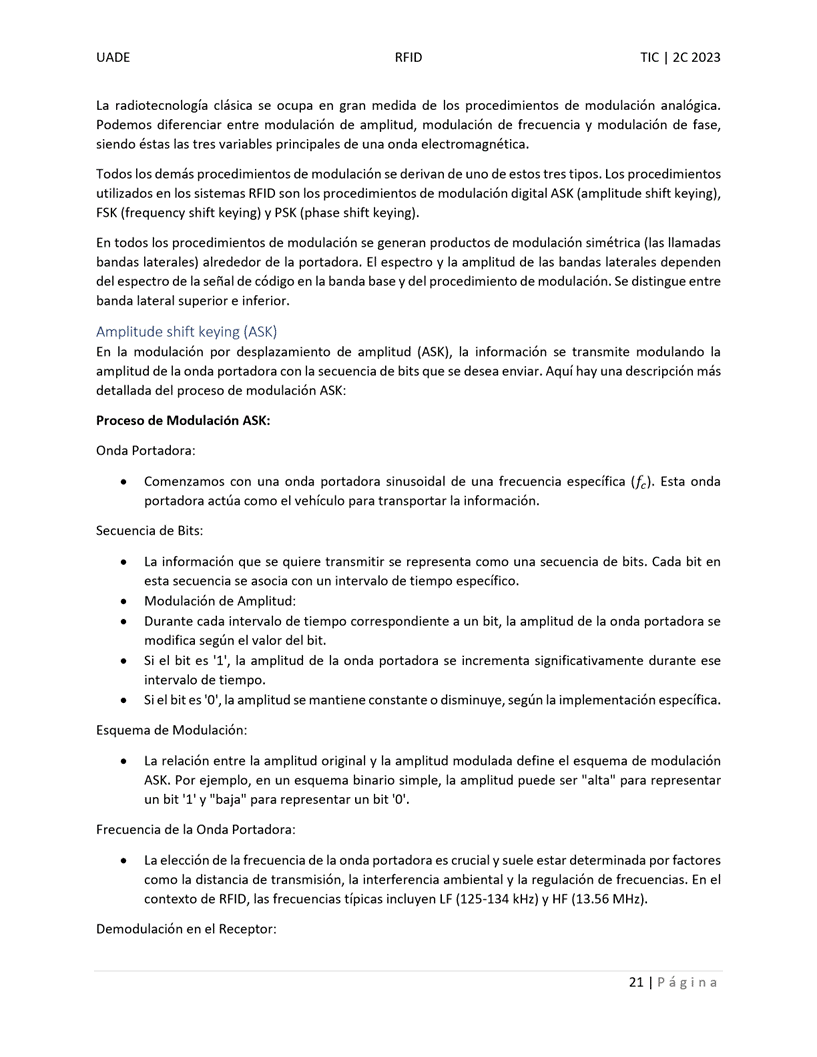 UADE RFID TIC | 2C 2023
La radiotecnología clásica se ocupa en gran medida de los procedimientos de modulación analógica.
Podemos diferenciar entre modulación de amplitud, modulación de frecuencia y modulación de fase,
siendo éstas las tres variables principales de una onda electromagnética.
Todos los demás procedimientos de modulación se derivan de uno de estos tres tipos. Los procedimientos
utilizados en los sistemas RFID son los procedimientos de modulación digital ASK (amplitude shift keying),
FSK (frequency shift keying) y PSK (phase shift keying).
En todos los procedimientos de modulación se generan productos de modulación simétrica (las llamadas
bandas laterales) alrededor de la portadora. El espectro y la amplitud de las bandas laterales dependen
del espectro de la señal de código en la banda base y del procedimiento de modulación. Se distingue entre
banda lateral superior e inferior.
Amplitude shift keying (ASK)
En la modulación por desplazamiento de amplitud (ASK), la información se transmite modulando la
amplitud de la onda portadora con la secuencia de bits que se desea enviar. Aquí hay una descripción más
detallada del proceso de modulación ASK:
Proceso de Modulación ASK:
Onda Portadora:
• Comenzamos con una onda portadora sinusoidal de una frecuencia específica (f_c). Esta onda
portadora actúa como el vehículo para transportar la información.
Secuencia de Bits:
• La información que se quiere transmitir se representa como una secuencia de bits. Cada bit en
esta secuencia se asocia con un intervalo de tiempo específico.
• Modulación de Amplitud:
• Durante cada intervalo de tiempo correspondiente a un bit, la amplitud de la onda portadora se
modifica según el valor del bit.
• Si el bit es '1', la amplitud de la onda portadora se incrementa significativamente durante ese
intervalo de tiempo.
• Si el bit es '0', la amplitud se mantiene constante o disminuye, según la implementación específica.
Esquema de Modulación:
• La relación entre la amplitud original y la amplitud modulada define el esquema de modulación
ASK. Por ejemplo, en un esquema binario simple, la amplitud puede ser "alta" para representar
un bit '1' y "baja" para representar un bit '0'.
Frecuencia de la Onda Portadora:
• La elección de la frecuencia de la onda portadora es crucial y suele estar determinada por factores
como la distancia de transmisión, la interferencia ambiental y la regulación de frecuencias. En el
contexto de RFID, las frecuencias típicas incluyen LF (125-134 kHz) y HF (13.56 MHz).
Demodulación en el Receptor:
21 | Página